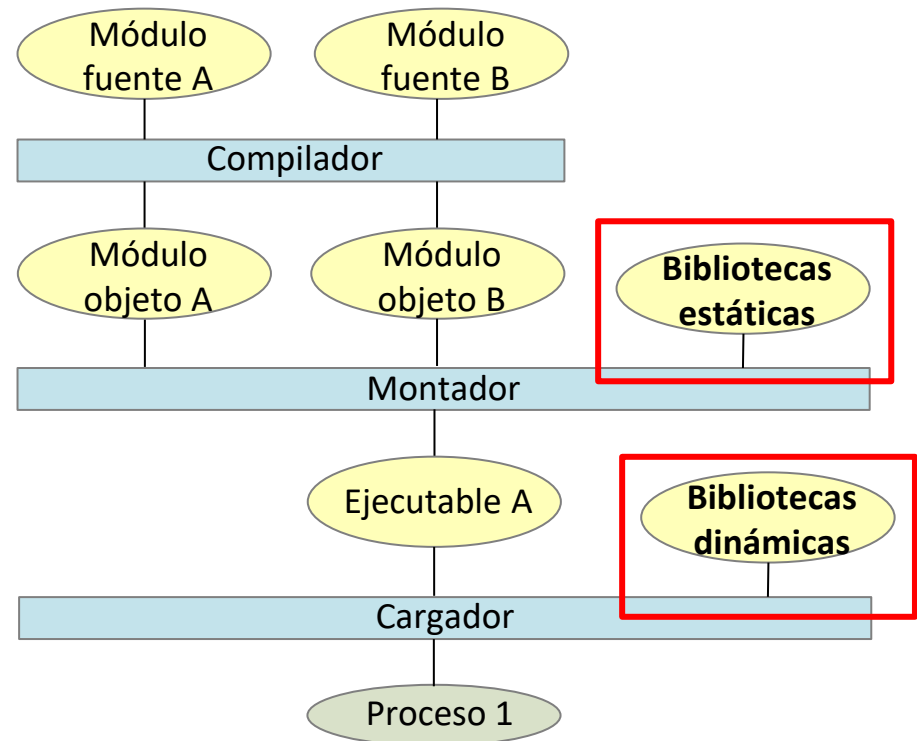 Módulo
fuente A
Módulo
fuente B
Compilador
Módulo
objeto A
Módulo
objeto B
Bibliotecas
estáticas
Montador
Ejecutable A
Bibliotecas
dinámicas
Cargador
Proceso 1